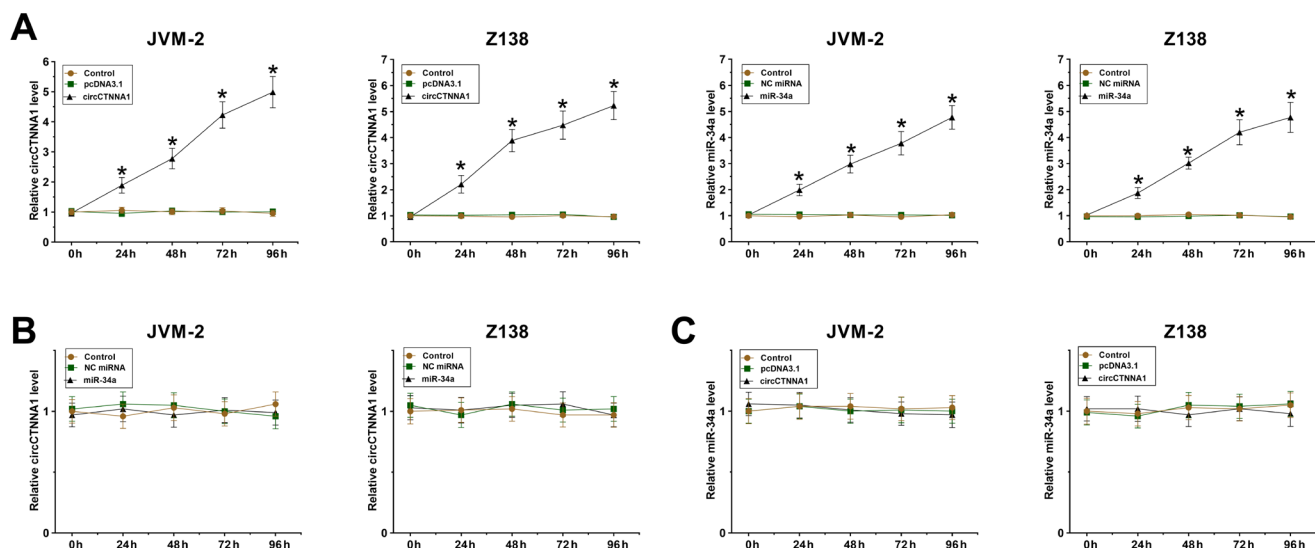 A
JVM-2
Relative circCTNNA1 level
6
5
4
3
2
1
0
Control
pcDNA3.1
circCTNNA1
*
*
*
*
0h 24h 48h 72h 96h
Z138
Relative circCTNNA1 level
7
6
5
4
3
2
1
0
Control
pcDNA3.1
circCTNNA1
*
*
*
*
0h 24h 48h 72h 96h
JVM-2
Relative miR-34a level
7
6
5
4
3
2
1
0
Control
NC miRNA
miR-34a
*
*
*
*
0h 24h 48h 72h 96h
Z138
Relative miR-34a level
7
6
5
4
3
2
1
0
Control
NC miRNA
miR-34a
*
*
*
*
0h 24h 48h 72h 96h
B
JVM-2
Relative circCTNNA1 level
1
0
Control
NC miRNA
miR-34a
0h 24h 48h 72h 96h
Z138
Relative circCTNNA1 level
1
0
Control
NC miRNA
miR-34a
0h 24h 48h 72h 96h
C
JVM-2
Relative miR-34a level
1
0
Control
pcDNA3.1
circCTNNA1
0h 24h 48h 72h 96h
Z138
Relative miR-34a level
1
0
Control
pcDNA3.1
circCTNNA1
0h 24h 48h 72h 96h